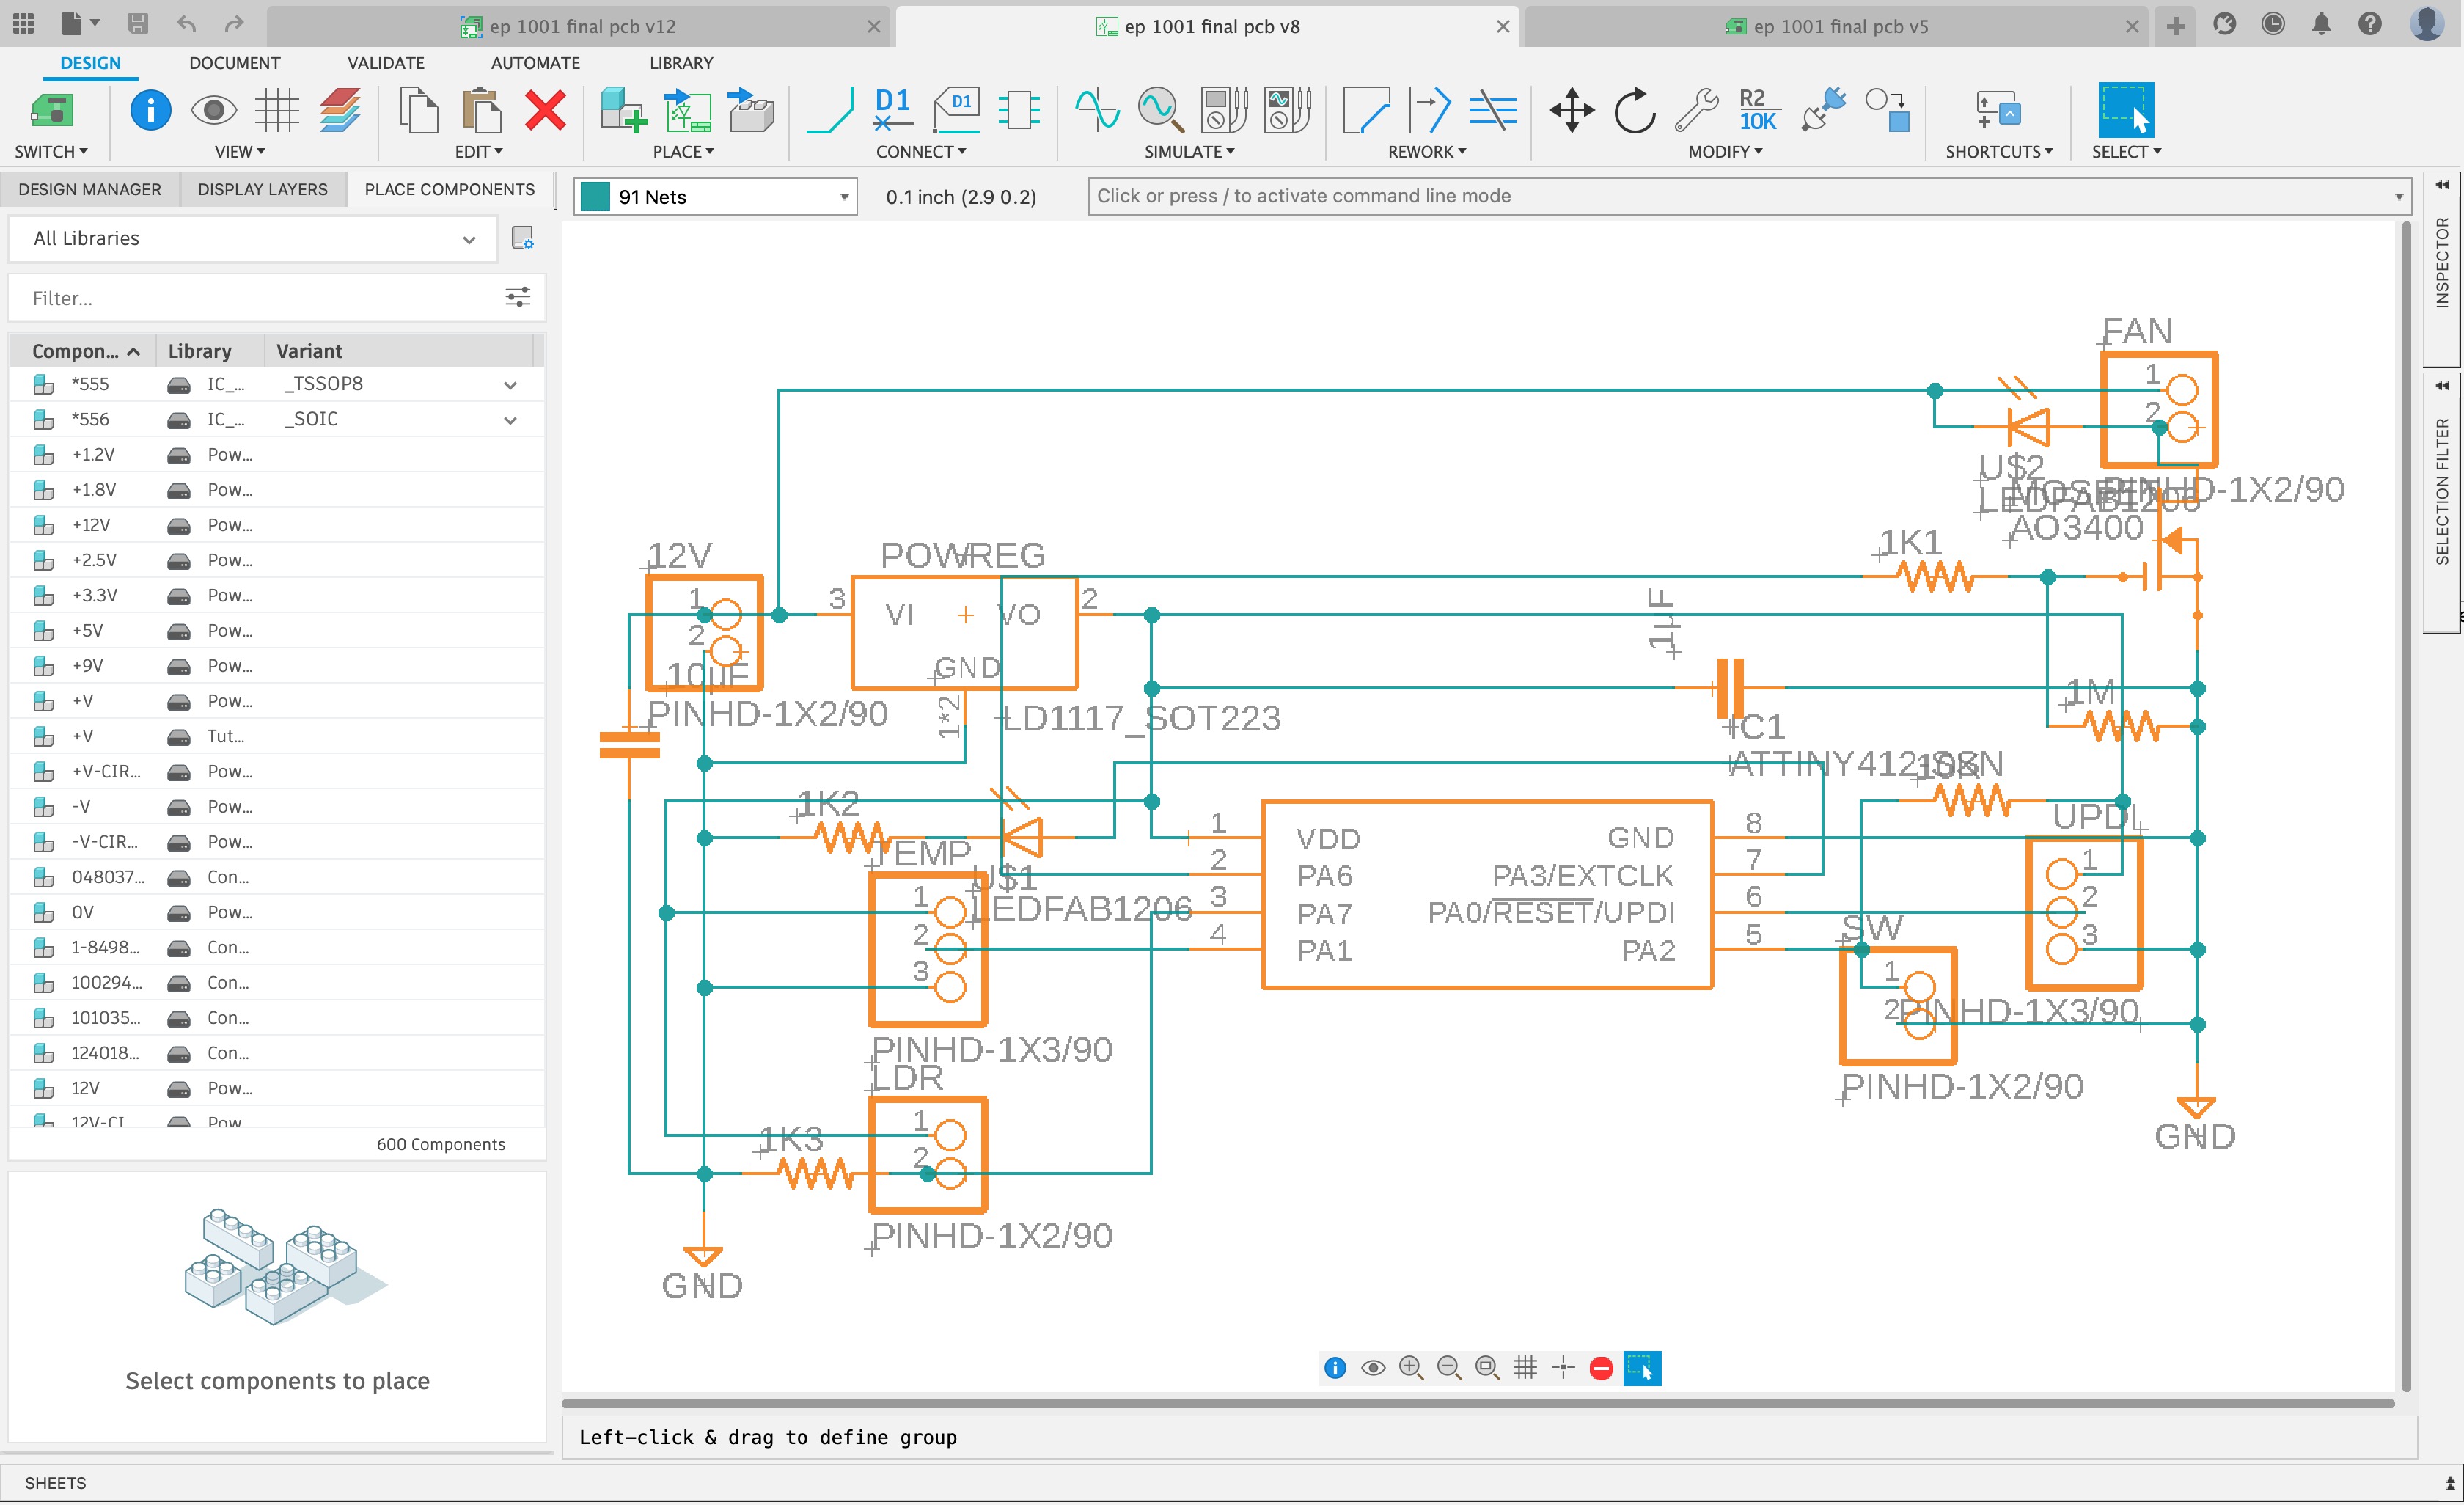 ep 1001 final pcb v12
ep 1001 final pcb v8
ep 1001 final pcb v5
DESIGN
DOCUMENT
VALIDATE
AUTOMATE
LIBRARY
D1
D1
R2
10K
SWITCH
VIEW
EDIT
PLACE
CONNECT
SIMULATE
REWORK
MODIFY
SHORTCUTS
SELECT
DESIGN MANAGER
DISPLAY LAYERS
PLACE COMPONENTS
91 Nets
0.1 inch (2.9 0.2)
Click or press / to activate command line mode
All Libraries
Filter...
Compon... Library Variant
*555 IC_... _TSSOP8
*556 IC_... _SOIC
+1.2V Pow...
+1.8V Pow...
+12V Pow...
+2.5V Pow...
+3.3V Pow...
+5V Pow...
+9V Pow...
+V Pow...
+V Tut...
+V-CIR... Pow...
-V Pow...
-V-CIR... Pow...
048037... Con...
0V Pow...
1-8498... Con...
100294... Con...
101035... Con...
124018... Con...
12V Pow...
12V-CI Pow
600 Components
Select components to place
INSPECTOR
SELECTION FILTER
FAN
1
2
PINHD-1X2/90
U$2
LEDFAB1206
AO3400
1K1
12V
1
2
10µF
PINHD-1X2/90
POWREG
3
VI
VO
2
GND
1*2
LD1117_SOT223
1µF
1M
IC1
ATTINY412-SSN
10K
1K2
U$1
LEDFAB1206
TEMP
1
2
3
PINHD-1X3/90
1
2
3
4
VDD
PA6
PA7
PA1
GND
PA3/EXTCLK
PA0/RESET/UPDI
PA2
8
7
6
5
UPDI
1
2
3
PINHD-1X3/90
SW
1
2
PINHD-1X2/90
LDR
1
2
1K3
PINHD-1X2/90
GND
GND
Left-click & drag to define group
SHEETS